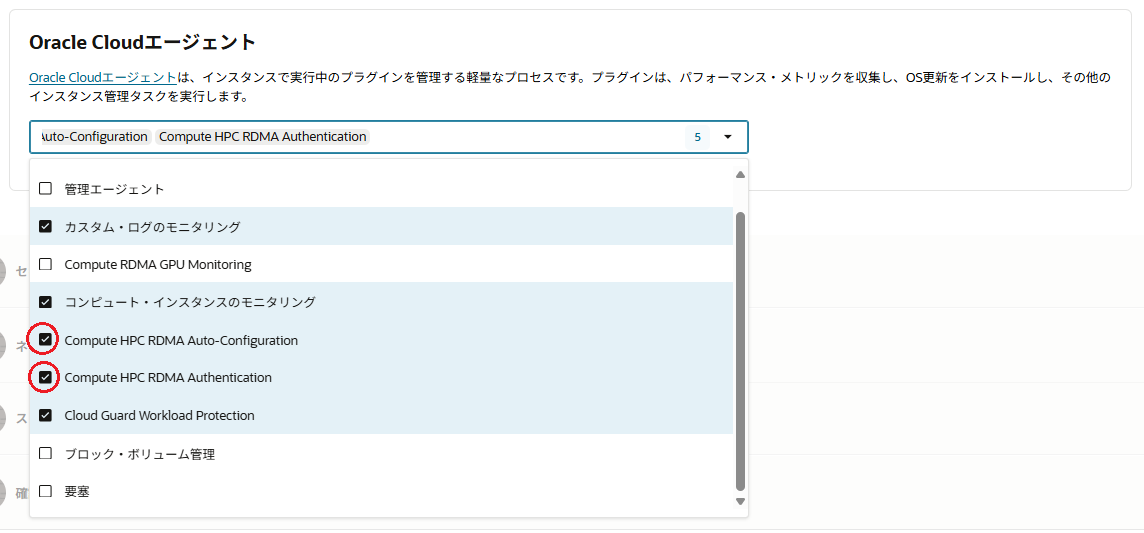 Oracle Cloudエージェント
Oracle Cloudエージェントは、インスタンスで実行中のプラグインを管理する軽量なプロセスです。プラグインは、パフォーマンス・メトリックを収集し、OS更新をインストールし、その他の
インスタンス管理タスクを実行します。
uto-Configuration Compute HPC RDMA Authentication 5
管理エージェント
カスタム・ログのモニタリング
Compute RDMA GPU Monitoring
セ
コンピュート・インスタンスのモニタリング
Compute HPC RDMA Auto-Configuration
ネ
Compute HPC RDMA Authentication
Cloud Guard Workload Protection
ス
ブロック・ボリューム管理
要塞
確